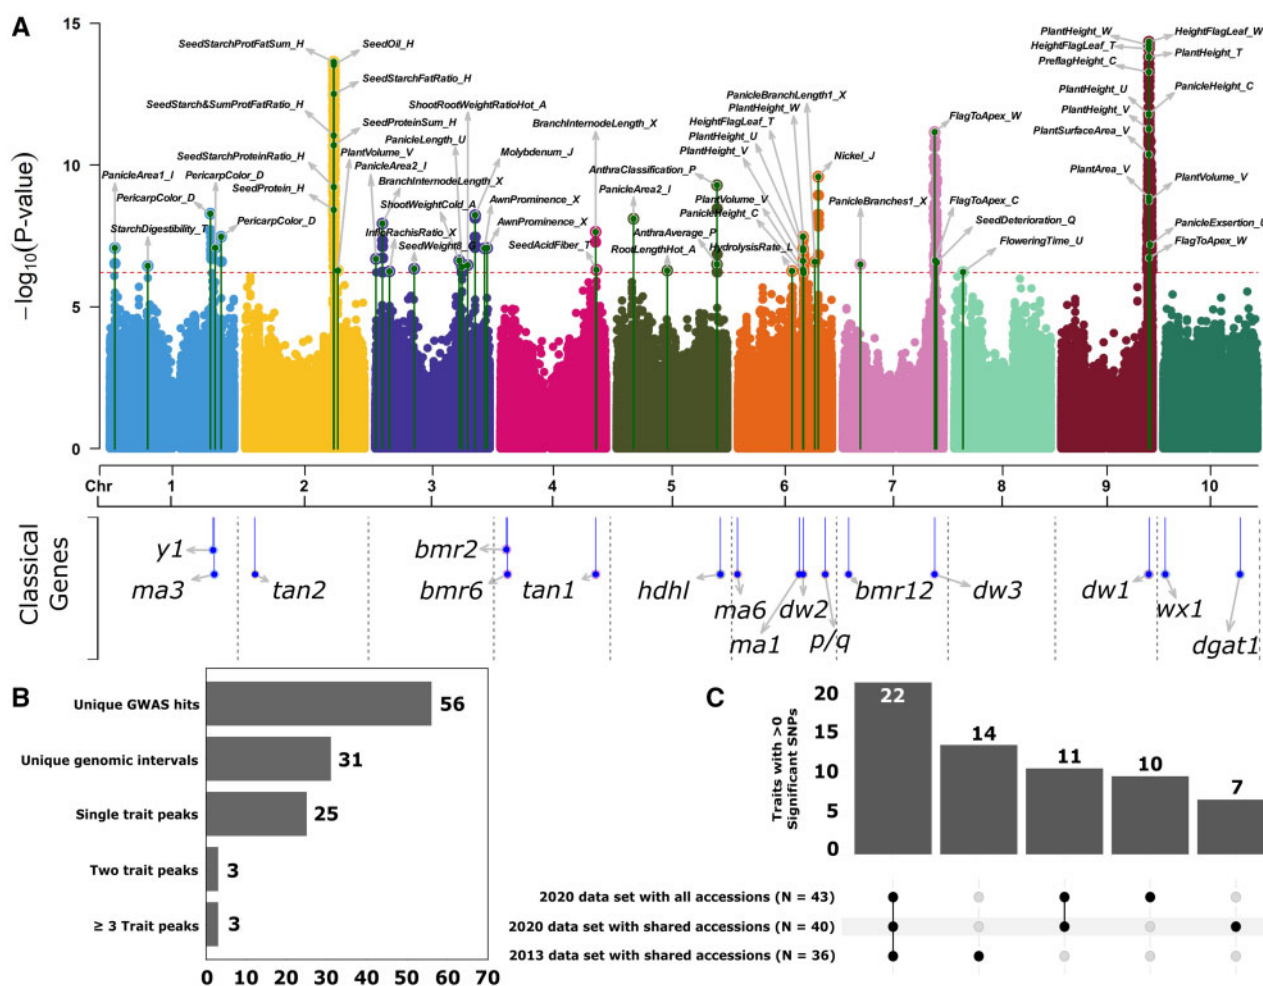 A
15
10
5
0
−log10(P-value)
SeedStarchProtFatSum_H
SeedOil_H
SeedStarchFatRatio_H
SeedStarch&SumProtFatRatio_H
ShootRootWeightRatioHot_A
SeedProteinSum_H
PanicleLength_U
BranchInternodeLength_X
SeedStarchProteinRatio_H
PlantVolume_V
Molybdenum_J
PanicleArea1_I
PericarpColor_D
PanicleArea2_I
SeedProtein_H
BranchInternodeLength_X
PericarpColor_D
ShootWeightCold_A
AwnProminence_X
PericarpColor_D
StarchDigestibility_T
InfloRachisRatio_X
AwnProminence_X
SeedWeight8_G
SeedAcidFiber_T
PanicleBranchLength1_X
PlantHeight_W
HeightFlagLeaf_T
PlantHeight_U
PlantHeight_V
Nickel_J
AnthraClassification_P
PanicleArea2_I
PlantVolume_V
PanicleHeight_C
AnthraAverage_P
RootLengthHot_A
HydrolysisRate_L
PanicleBranches1_X
FlagToApex_W
FlagToApex_C
SeedDeterioration_Q
FloweringTime_U
PlantHeight_W
HeightFlagLeaf_W
HeightFlagLeaf_T
PlantHeight_T
PreflagHeight_C
PlantHeight_U
PanicleHeight_C
PlantHeight_V
PlantSurfaceArea_V
PlantArea_V
PlantVolume_V
PanicleExsertion_U
FlagToApex_W
Chr 1 2 3 4 5 6 7 8 9 10
Classical
Genes
y1
ma3
tan2
bmr2
bmr6
tan1
hdhl
ma6
ma1
dw2
p/q
bmr12
dw3
dw1
wx1
dgat1
B
Unique GWAS hits 56
Unique genomic intervals 31
Single trait peaks 25
Two trait peaks 3
≥ 3 Trait peaks 3
0 10 20 30 40 50 60 70
C
Traits with >0
Significant SNPs
20
15
10
5
0
22 14 11 10 7
2020 data set with all accessions (N = 43)
2020 data set with shared accessions (N = 40)
2013 data set with shared accessions (N = 36)